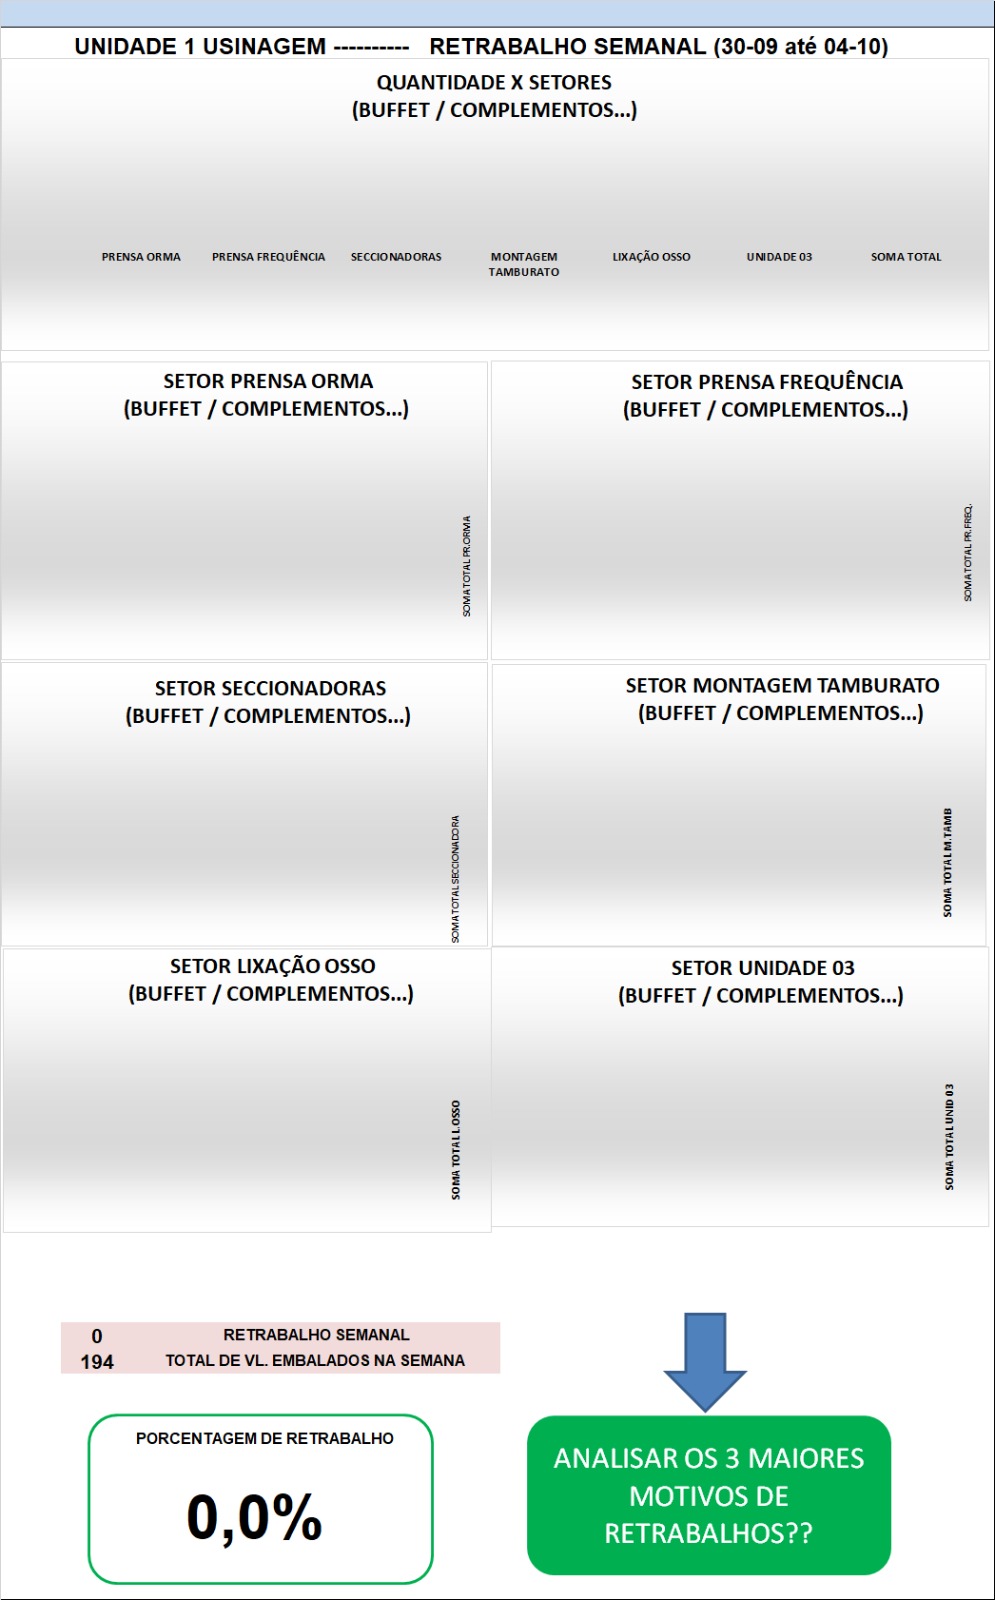 UNIDADE 1 USINAGEM ---------- RETRABALHO SEMANAL (30-09 até 04-10)
QUANTIDADE X SETORES
(BUFFET / COMPLEMENTOS...)
PRENSA ORMA
PRENSA FREQUÊNCIA
SECCIONADORAS
MONTAGEM
TAMBURATO
LIXAÇÃO OSSO
UNIDADE 03
SOMA TOTAL
SETOR PRENSA ORMA
(BUFFET / COMPLEMENTOS...)
SOMA TOTAL PR.ORMA
SETOR PRENSA FREQUÊNCIA
(BUFFET / COMPLEMENTOS...)
SOMA TOTAL PR.FREQ.
SETOR SECCIONADORAS
(BUFFET / COMPLEMENTOS...)
SOMA TOTAL SECCIONADORA
SETOR MONTAGEM TAMBURATO
(BUFFET / COMPLEMENTOS...)
SOMA TOTAL M.TAMB
SETOR LIXAÇÃO OSSO
(BUFFET / COMPLEMENTOS...)
SOMA TOTAL L.OSSO
SETOR UNIDADE 03
(BUFFET / COMPLEMENTOS...)
SOMA TOTAL UNID 03
0 RETRABALHO SEMANAL
194 TOTAL DE VL. EMBALADOS NA SEMANA
PORCENTAGEM DE RETRABALHO
0,0%
ANALISAR OS 3 MAIORES
MOTIVOS DE
RETRABALHOS??